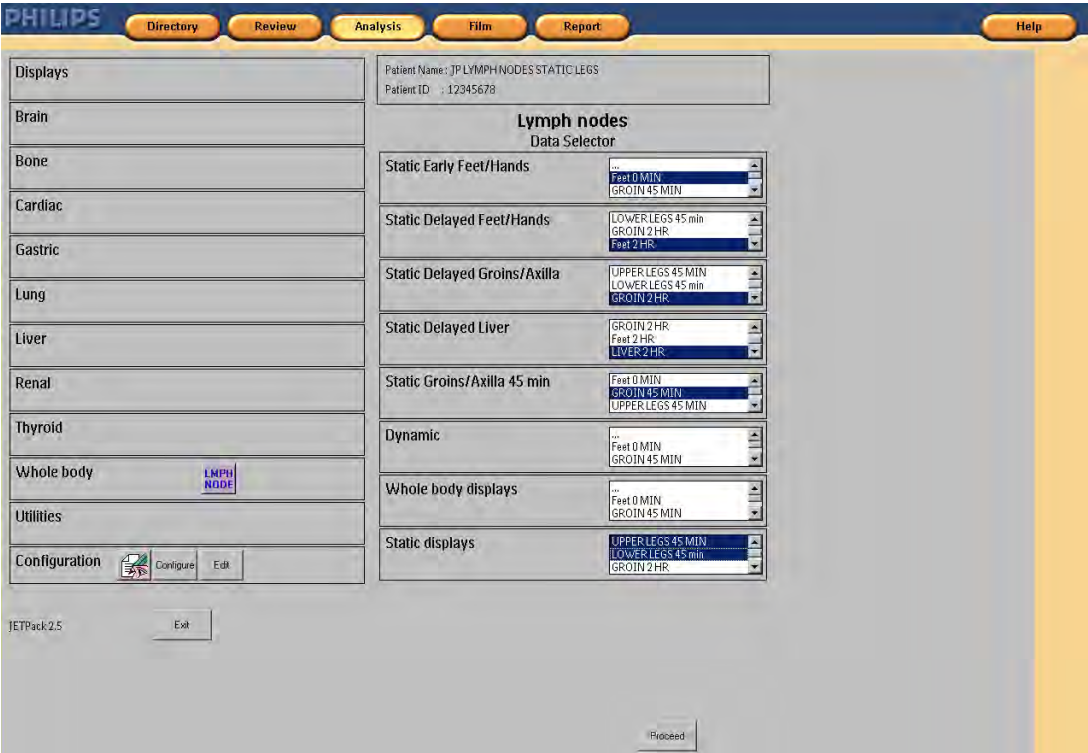 PHILIPS
Directory Review Analysis Film Report Help
Displays
Brain
Bone
Cardiac
Gastric
Lung
Liver
Renal
Thyroid
Whole body LMPH NODE
Utilities
Configuration Configure Edit
JETPack 2.5 Exit
Patient Name : JP LYMPH NODES STATIC LEGS
Patient ID : 12345678
Lymph nodes
Data Selector
Static Early Feet/Hands
...
Feet 0 MIN
GROIN 45 MIN
Static Delayed Feet/Hands
LOWER LEGS 45 min
GROIN 2 HR
Feet 2 HR
Static Delayed Groins/Axilla
UPPER LEGS 45 MIN
LOWER LEGS 45 min
GROIN 2 HR
Static Delayed Liver
GROIN 2 HR
Feet 2 HR
LIVER 2 HR
Static Groins/Axilla 45 min
Feet 0 MIN
GROIN 45 MIN
UPPER LEGS 45 MIN
Dynamic
...
Feet 0 MIN
GROIN 45 MIN
Whole body displays
...
Feet 0 MIN
GROIN 45 MIN
Static displays
UPPER LEGS 45 MIN
LOWER LEGS 45 min
GROIN 2 HR
Proceed